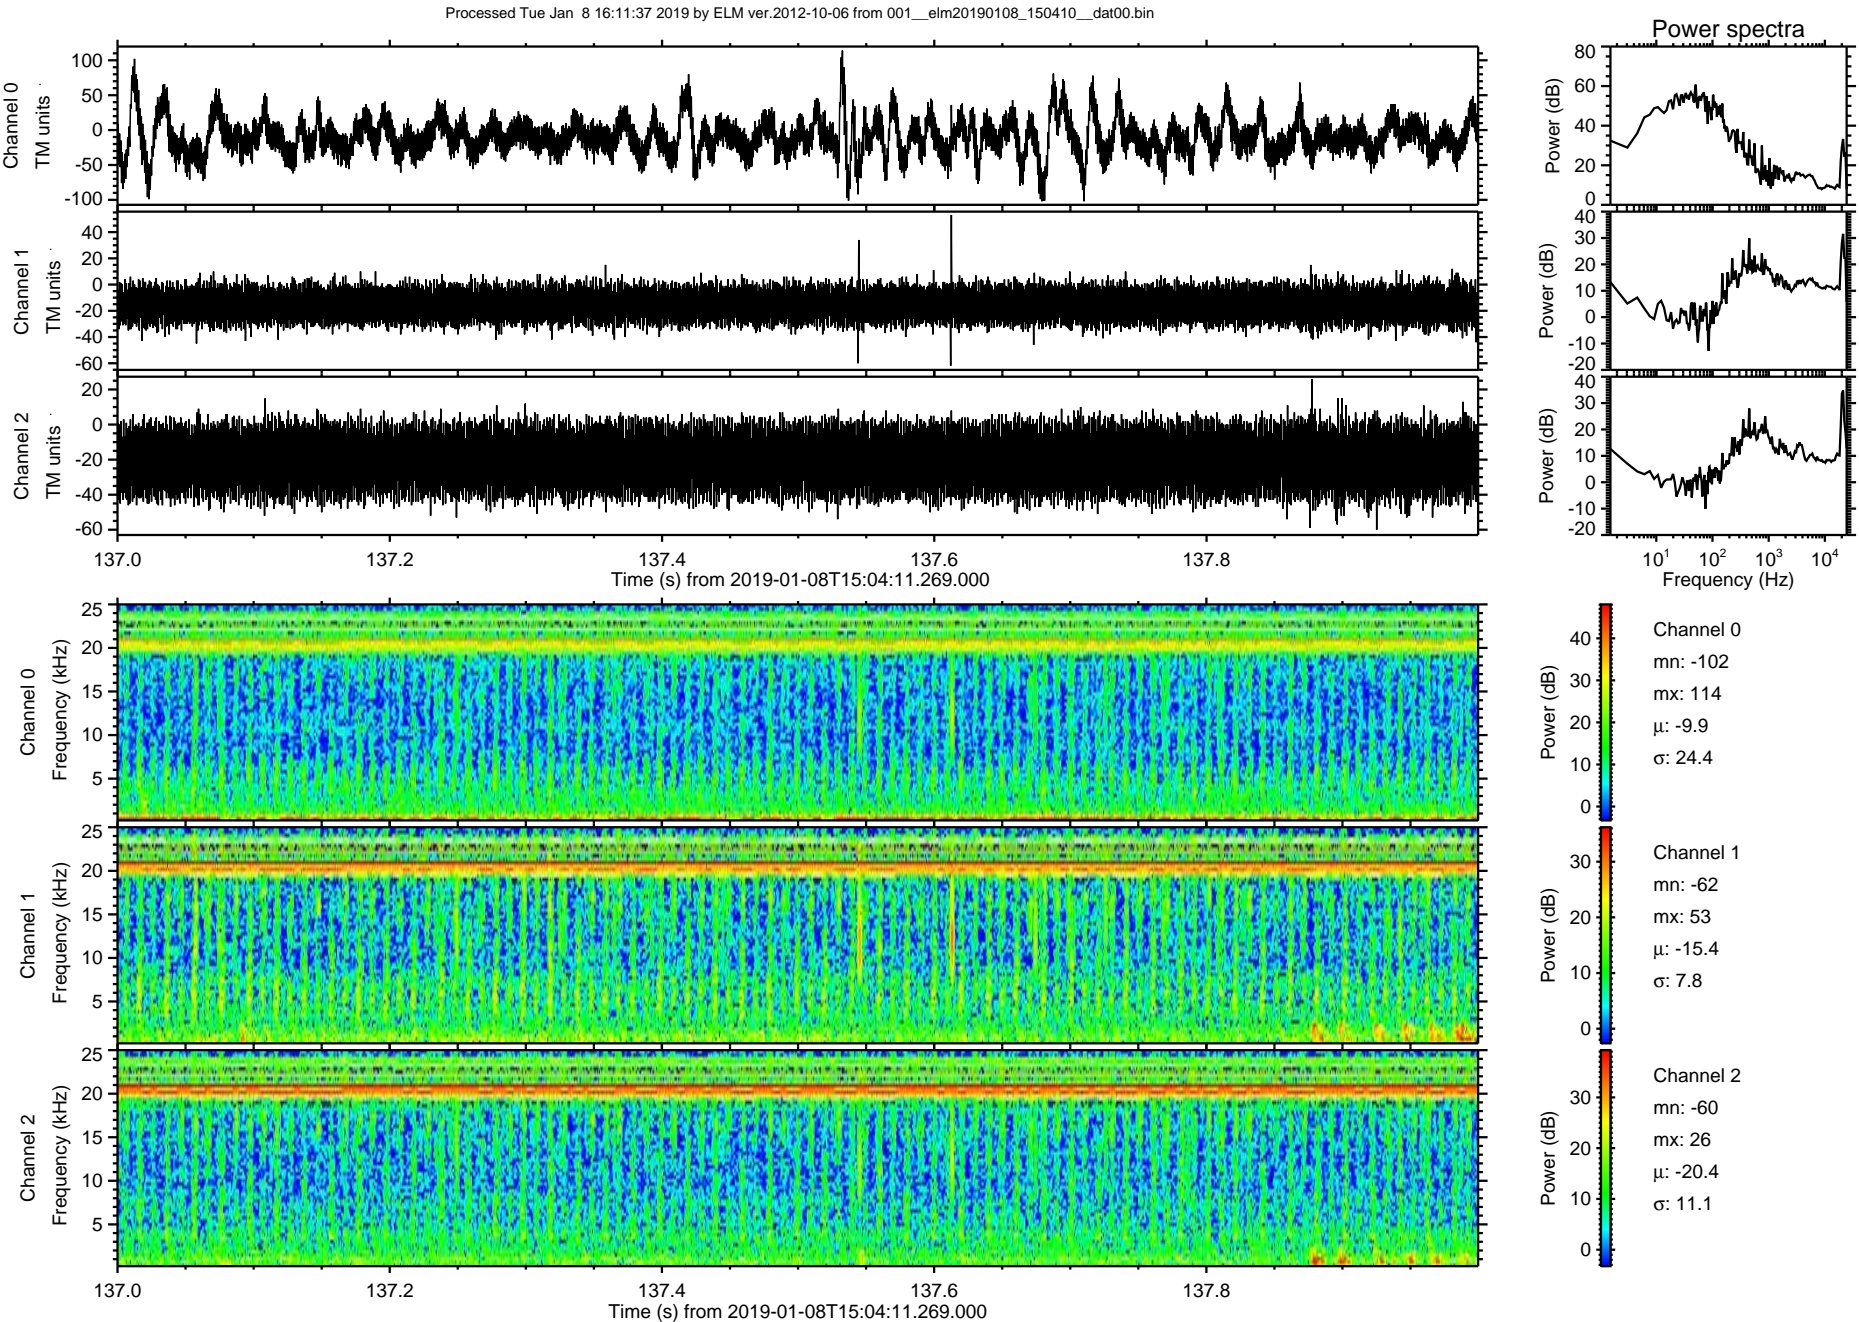 Processed Tue Jan 8 16:11:37 2019 by ELM ver.2012-10-06 from 001__elm20190108_150410__dat00.bin
Power spectra
Channel 0
TM units
100
50
0
-50
-100
Power (dB)
80
60
40
20
0
Channel 1
TM units
40
20
0
-20
-40
-60
Power (dB)
40
30
20
10
0
-10
-20
Channel 2
TM units
20
0
-20
-40
-60
Power (dB)
40
30
20
10
0
-10
-20
137.0 137.2 137.4 137.6 137.8
Time (s) from 2019-01-08T15:04:11.269.000
10^1 10^2 10^3 10^4
Frequency (Hz)
Channel 0
Frequency (kHz)
25
20
15
10
5
Power (dB)
40
30
20
10
0
Channel 0
mn: -102
mx: 114
µ: -9.9
σ: 24.4
Channel 1
Frequency (kHz)
25
20
15
10
5
Power (dB)
30
20
10
0
Channel 1
mn: -62
mx: 53
µ: -15.4
σ: 7.8
Channel 2
Frequency (kHz)
25
20
15
10
5
Power (dB)
30
20
10
0
Channel 2
mn: -60
mx: 26
µ: -20.4
σ: 11.1
137.0 137.2 137.4 137.6 137.8
Time (s) from 2019-01-08T15:04:11.269.000